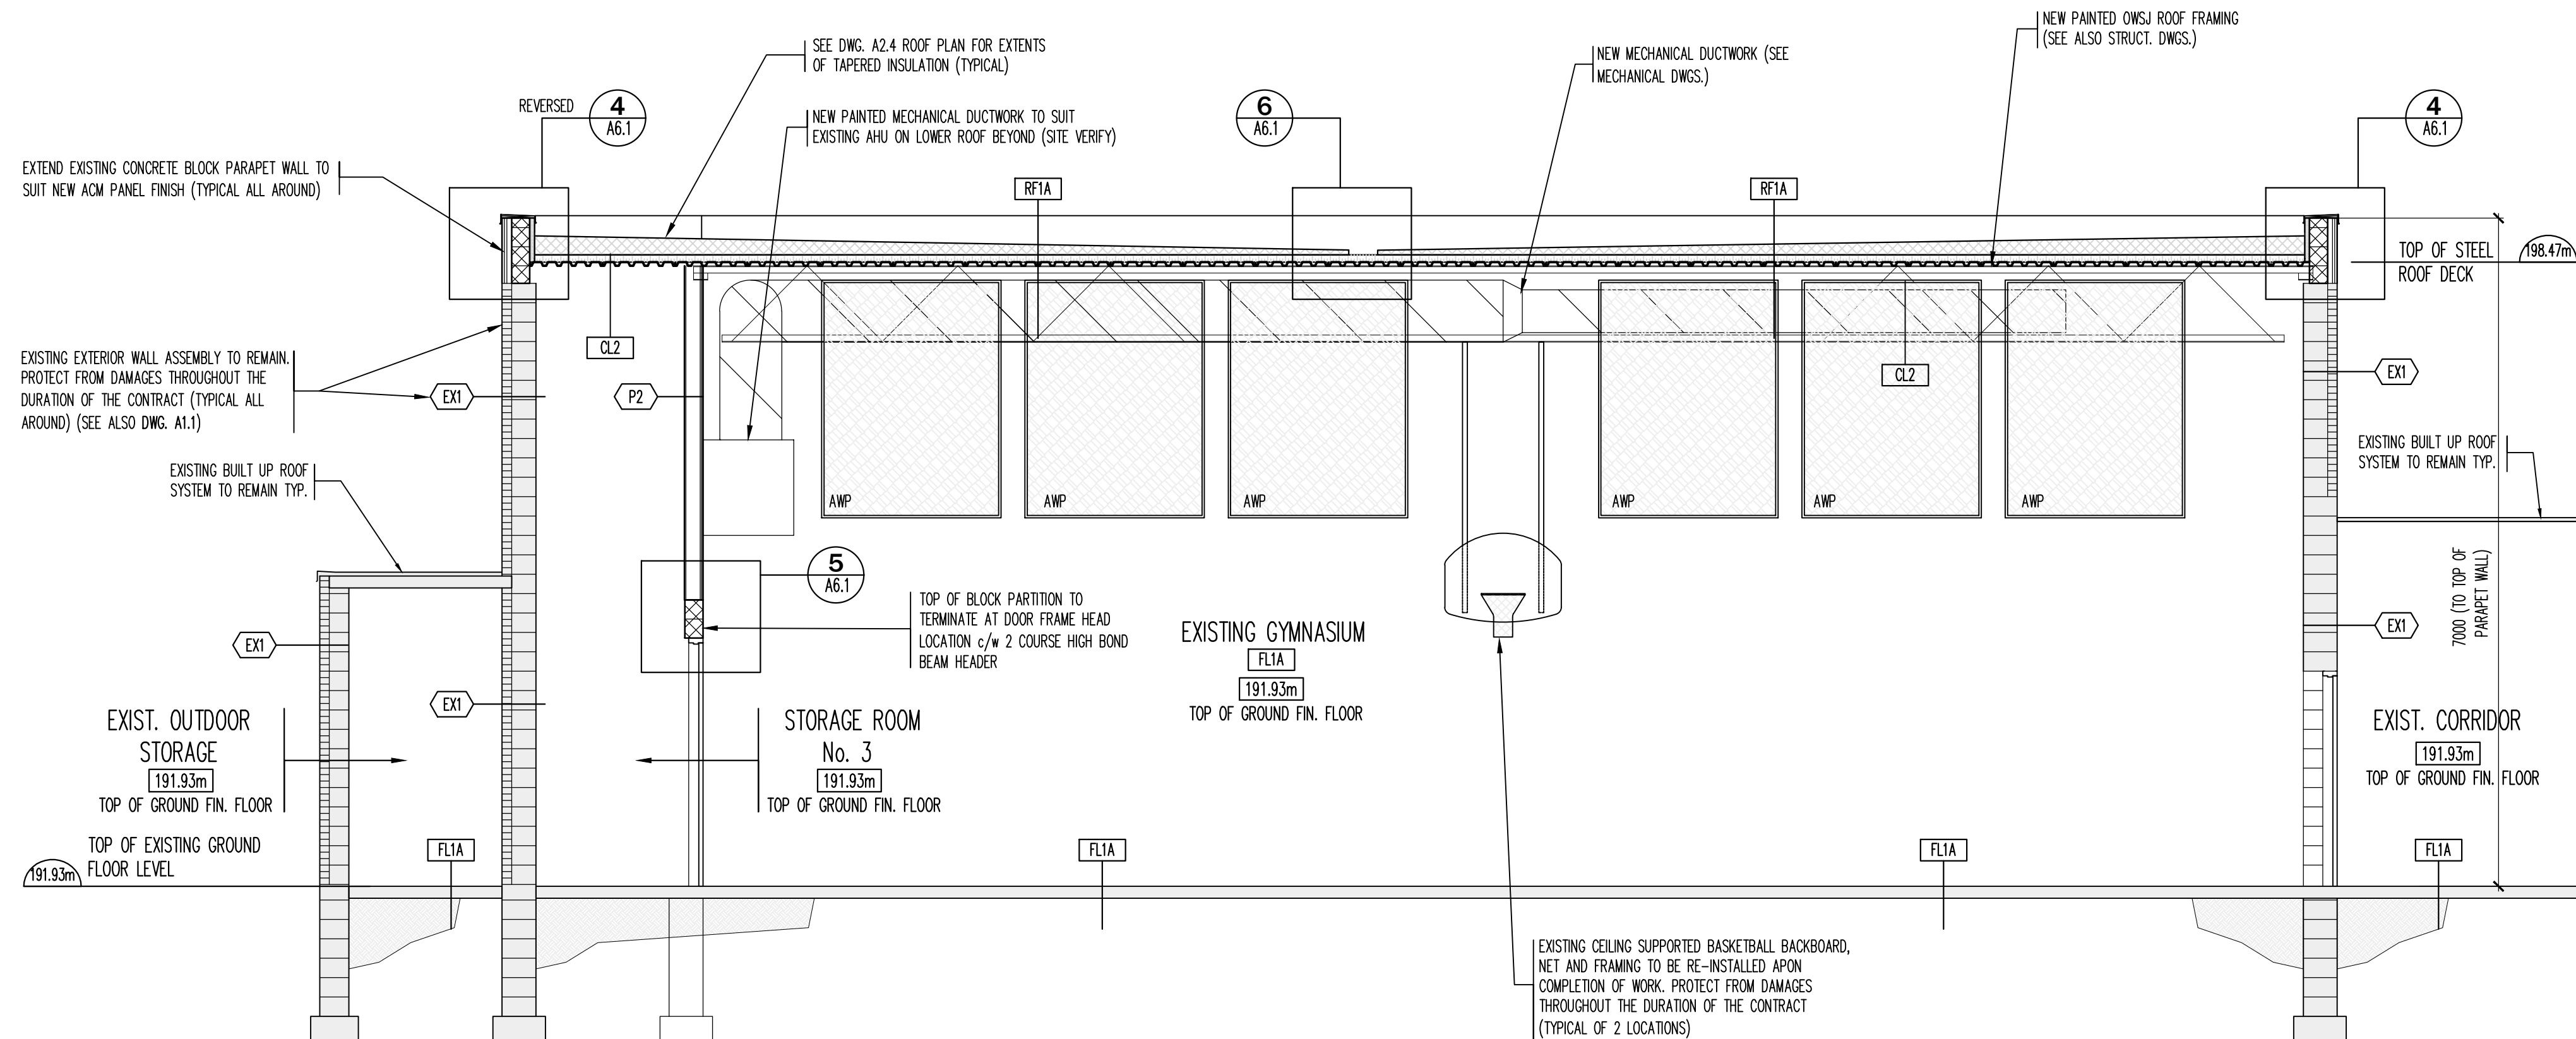 SEE DWG. A2.4 ROOF PLAN FOR EXTENTS
OF TAPERED INSULATION (TYPICAL)
NEW MECHANICAL DUCTWORK (SEE
MECHANICAL DWGS.)
NEW PAINTED OWSJ ROOF FRAMING
(SEE ALSO STRUCT. DWGS.)
REVERSED
4
A6.1
NEW PAINTED MECHANICAL DUCTWORK TO SUIT
EXISTING AHU ON LOWER ROOF BEYOND (SITE VERIFY)
6
A6.1
4
A6.1
EXTEND EXISTING CONCRETE BLOCK PARAPET WALL TO
SUIT NEW ACM PANEL FINISH (TYPICAL ALL AROUND)
RF1A
RF1A
TOP OF STEEL
ROOF DECK
198.47m
EXISTING EXTERIOR WALL ASSEMBLY TO REMAIN.
PROTECT FROM DAMAGES THROUGHOUT THE
DURATION OF THE CONTRACT (TYPICAL ALL
AROUND) (SEE ALSO DWG. A1.1)
CL2
CL2
EX1
P2
EX1
EXISTING BUILT UP ROOF
SYSTEM TO REMAIN TYP.
EXISTING BUILT UP ROOF
SYSTEM TO REMAIN TYP.
AWP
AWP
AWP
AWP
AWP
AWP
5
A6.1
TOP OF BLOCK PARTITION TO
TERMINATE AT DOOR FRAME HEAD
LOCATION c/w 2 COURSE HIGH BOND
BEAM HEADER
EXISTING GYMNASIUM
FL1A
191.93m
TOP OF GROUND FIN. FLOOR
7000 (TO TOP OF
PARAPET WALL)
EX1
EX1
EX1
EXIST. OUTDOOR
STORAGE
191.93m
TOP OF GROUND FIN. FLOOR
STORAGE ROOM
No. 3
191.93m
TOP OF GROUND FIN. FLOOR
EXIST. CORRIDOR
191.93m
TOP OF GROUND FIN. FLOOR
TOP OF EXISTING GROUND
FLOOR LEVEL
191.93m
FL1A
FL1A
FL1A
FL1A
EXISTING CEILING SUPPORTED BASKETBALL BACKBOARD,
NET AND FRAMING TO BE RE-INSTALLED APON
COMPLETION OF WORK. PROTECT FROM DAMAGES
THROUGHOUT THE DURATION OF THE CONTRACT
(TYPICAL OF 2 LOCATIONS)